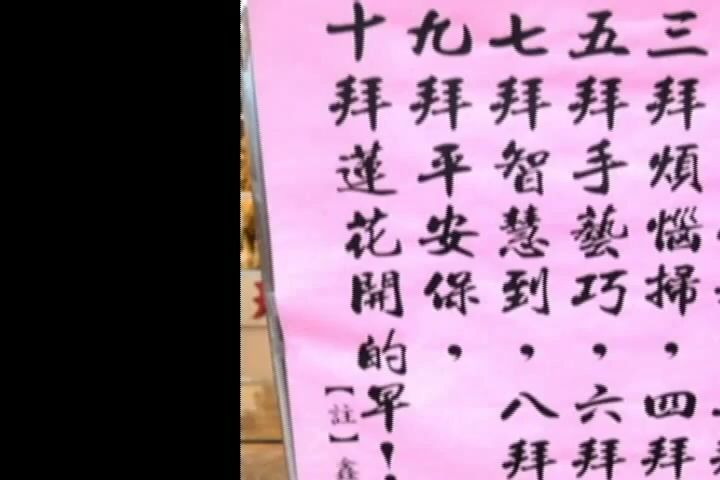 三拜煩惱掃，四拜
五拜手藝巧，六拜
七拜智慧到，八拜
九拜平安保，
十拜蓮花開的早！
【註】鑫